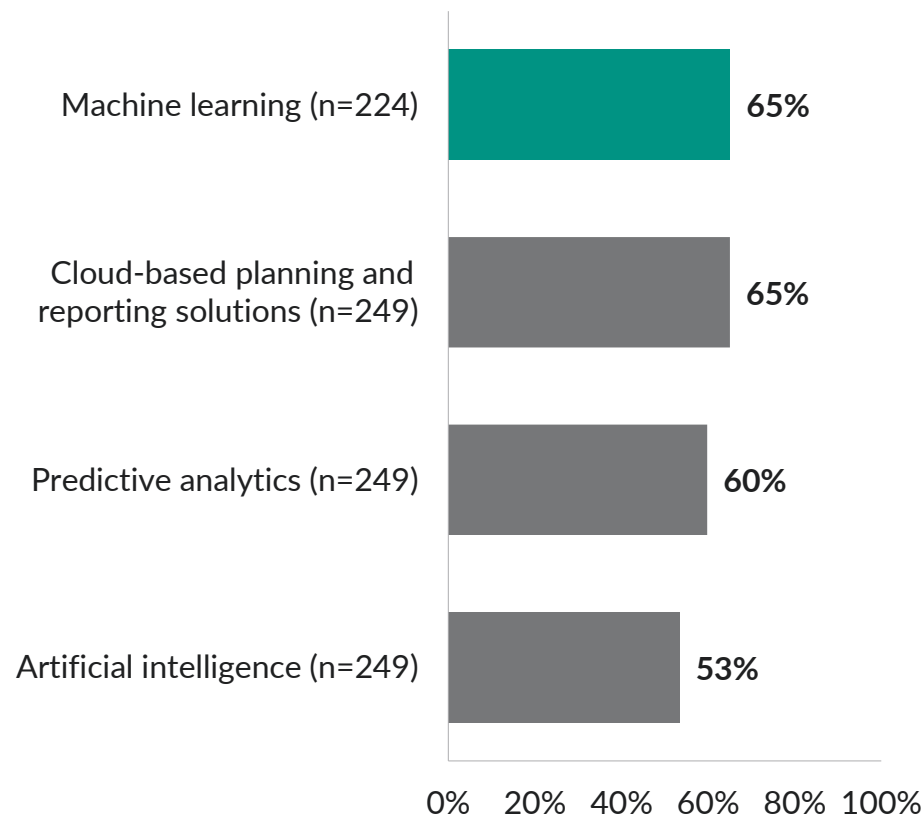 Machine learning (n=224)
65%
Cloud-based planning and
reporting solutions (n=249)
65%
Predictive analytics (n=249)
60%
Artificial intelligence (n=249)
53%
0% 20% 40% 60% 80% 100%